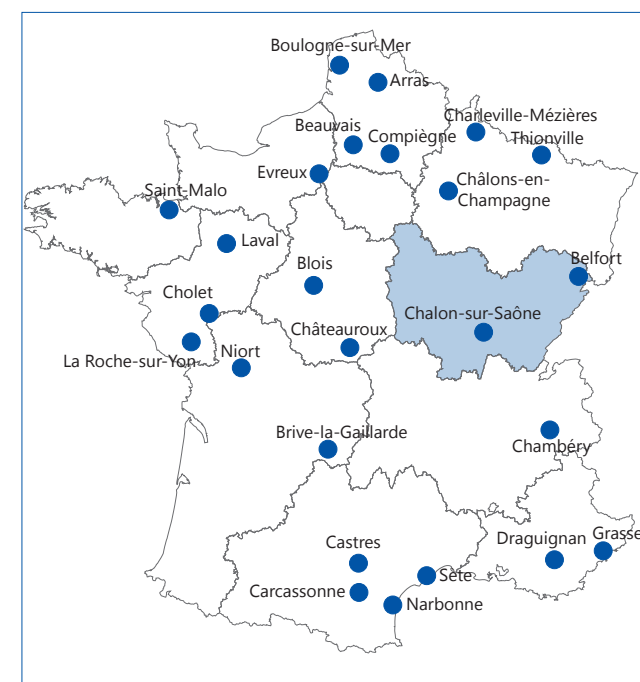 Boulogne-sur-Mer
Arras
Charleville-Mézières
Beauvais
Compiègne
Thionville
Evreux
Châlons-en-
Champagne
Saint-Malo
Laval
Blois
Belfort
Cholet
Chalon-sur-Saône
Châteauroux
La Roche-sur-Yon
Niort
Brive-la-Gaillarde
Chambéry
Castres
Draguignan
Grasse
Sète
Carcassonne
Narbonne